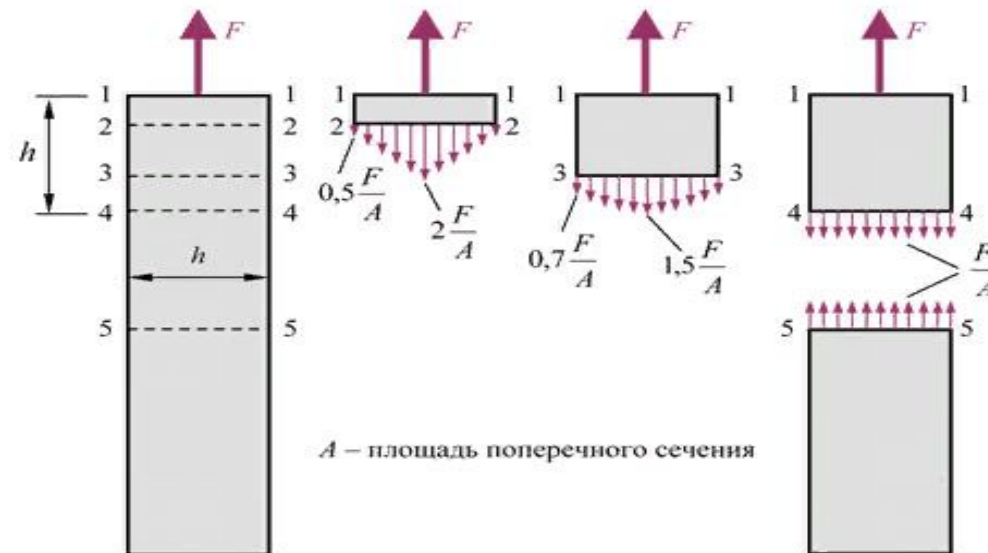 F F F F
1 1 1 1 1 1 1 1
2 2 2 2
h
3 3 3 3
4 4 4 4
0,5 F/A
2 F/A
0,7 F/A
1,5 F/A
F/A
h
5 5 5 5
A – площадь поперечного сечения